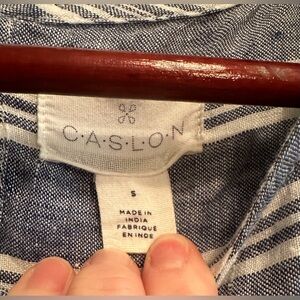 C·A·S·L·O·N
S
MADE IN
INDIA
FABRIQUÉ
EN INDE